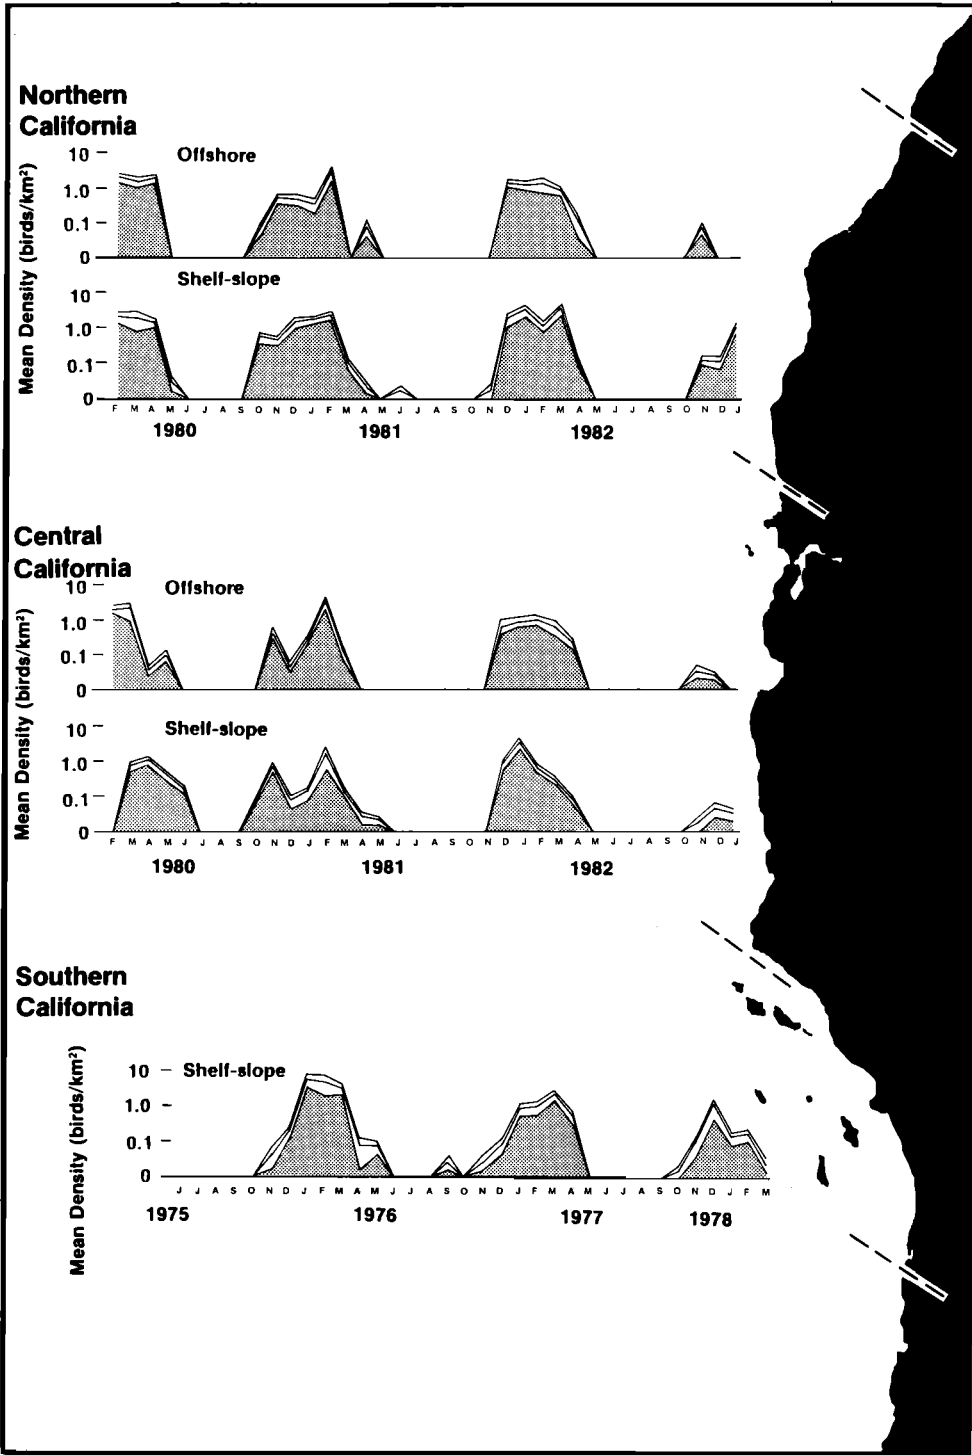 Northern
California
Offshore
10
1.0
0.1
0
Mean Density (birds/km²)
Shelf-slope
10
1.0
0.1
0
F M A M J J A S O N D J F M A M J J A S O N D J F M A M J J A S O N D J
1980 1981 1982
Central
California
Offshore
10
1.0
0.1
0
Mean Density (birds/km²)
Shelf-slope
10
1.0
0.1
0
F M A M J J A S O N D J F M A M J J A S O N D J F M A M J J A S O N D J
1980 1981 1982
Southern
California
Shelf-slope
10
1.0
0.1
0
Mean Density (birds/km²)
J J A S O N D J F M A M J J A S O N D J F M A M J J A S O N D J F M
1975 1976 1977 1978